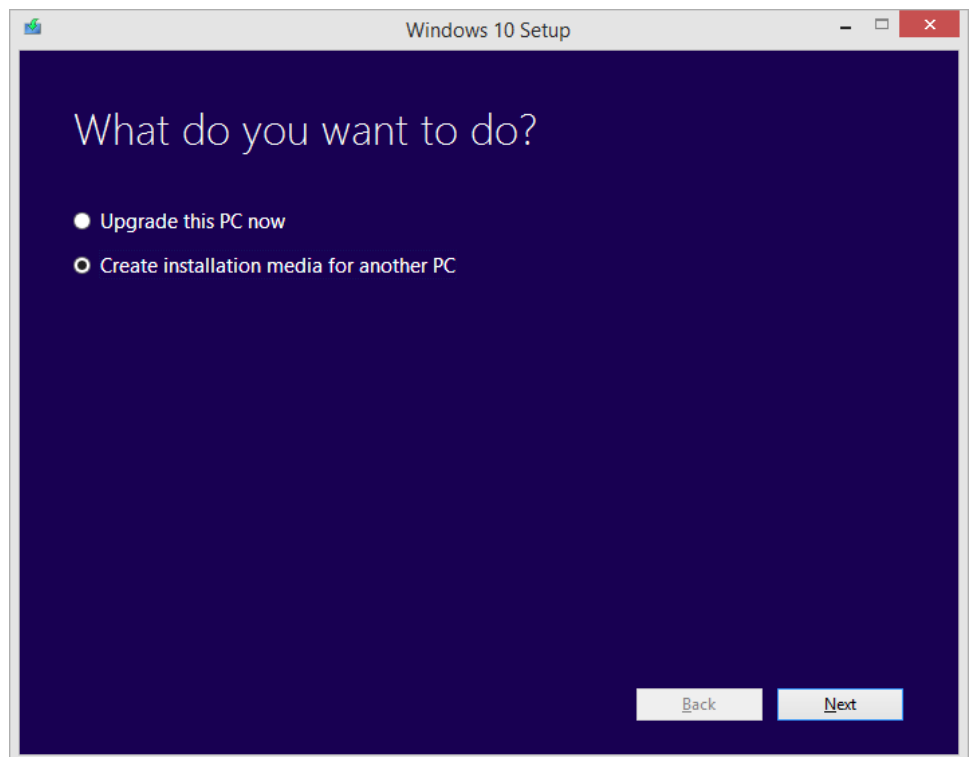 Windows 10 Setup
What do you want to do?
Upgrade this PC now
Create installation media for another PC
Back
Next